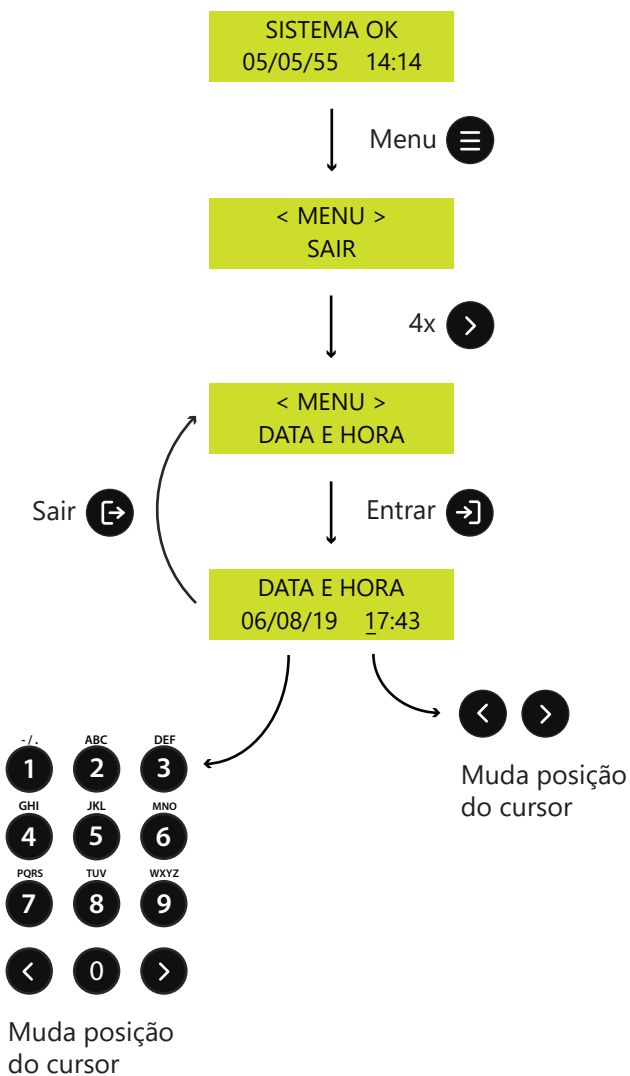 SISTEMA OK
05/05/55 14:14
Menu
< MENU >
SAIR
4x
< MENU >
DATA E HORA
Sair
Entrar
DATA E HORA
06/08/19 17:43
- / . ABC DEF
1 2 3
GHI JKL MNO
4 5 6
PQRS TUV WXYZ
7 8 9
< 0 >
Muda posição
do cursor
< >
Muda posição
do cursor